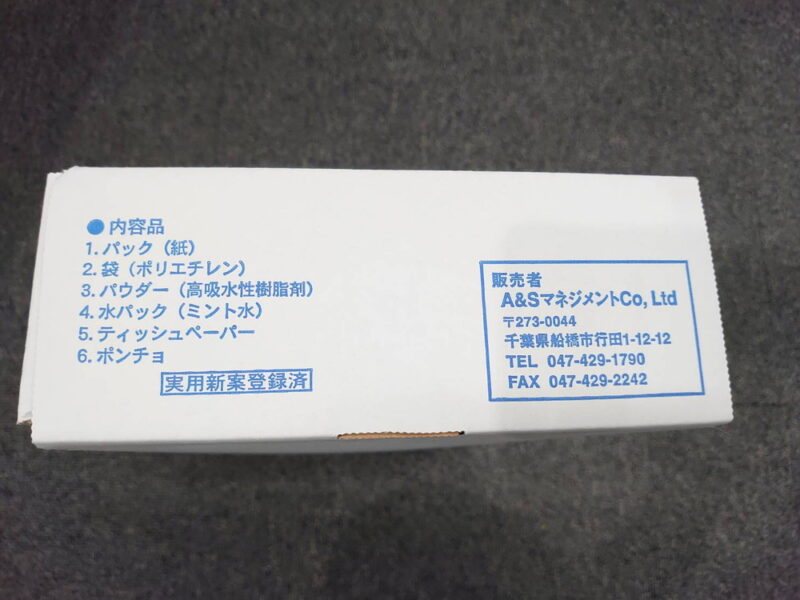 ●内容品
1. パック（紙）
2. 袋（ポリエチレン）
3. パウダー（高吸水性樹脂剤）
4. 水パック（ミント水）
5. ティッシュペーパー
6. ポンチョ
実用新案登録済
販売者
A&SマネジメントCo, Ltd
〒273-0044
千葉県船橋市行田1-12-12
TEL 047-429-1790
FAX 047-429-2242